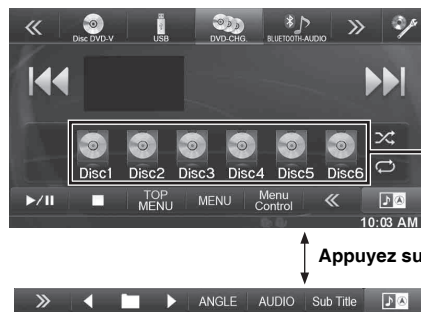 Disc DVD-V USB DVD-CHG. BLUETOOTH-AUDIO
Disc1 Disc2 Disc3 Disc4 Disc5 Disc6
TOP MENU MENU Menu Control
10:03 AM
Appuyez su
ANGLE AUDIO Sub Title